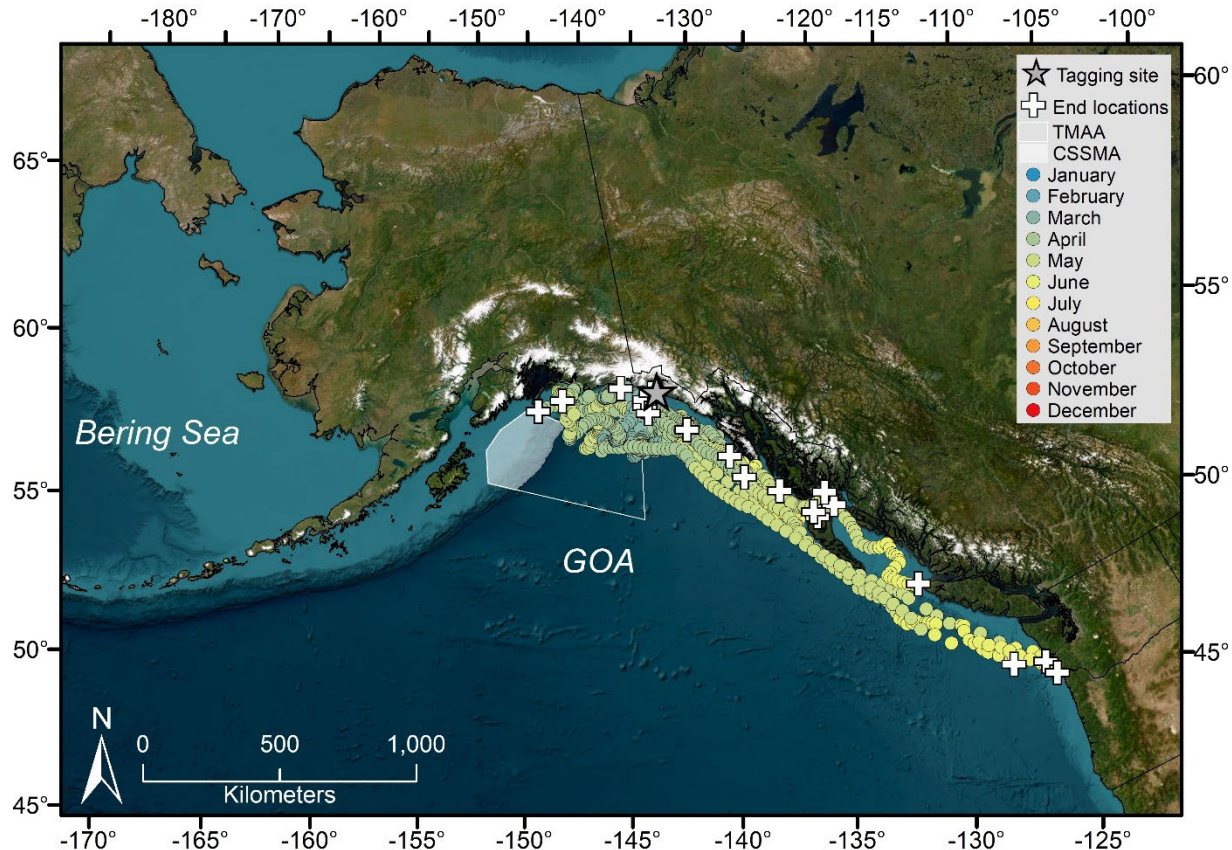 -180° -170° -160° -150° -140° -130° -120° -110° -105° -100°
Tagging site
End locations
TMAA
CSSMA
January
February
March
April
May
June
July
August
September
October
November
December
60°
65°
55°
60°
Bering Sea
50°
55°
GOA
50°
45°
N
0 500 1,000
Kilometers
45°
-170° -165° -160° -155° -150° -145° -140° -135° -130° -125°